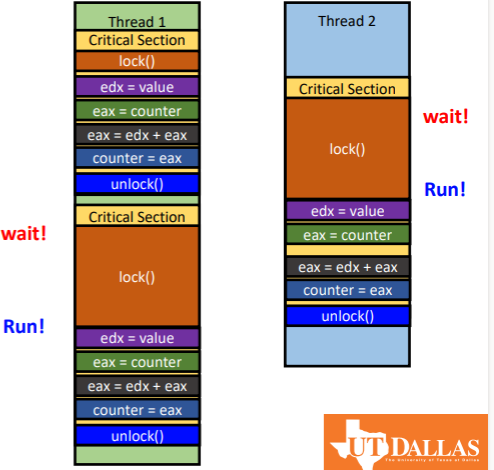 Thread 1
Critical Section
lock()
edx = value
eax = counter
eax = edx + eax
counter = eax
unlock()
Critical Section
wait!
lock()
Run!
edx = value
eax = counter
eax = edx + eax
counter = eax
unlock()
Thread 2
Critical Section
wait!
lock()
Run!
edx = value
eax = counter
eax = edx + eax
counter = eax
unlock()
UT DALLAS
The University of Texas at Dallas